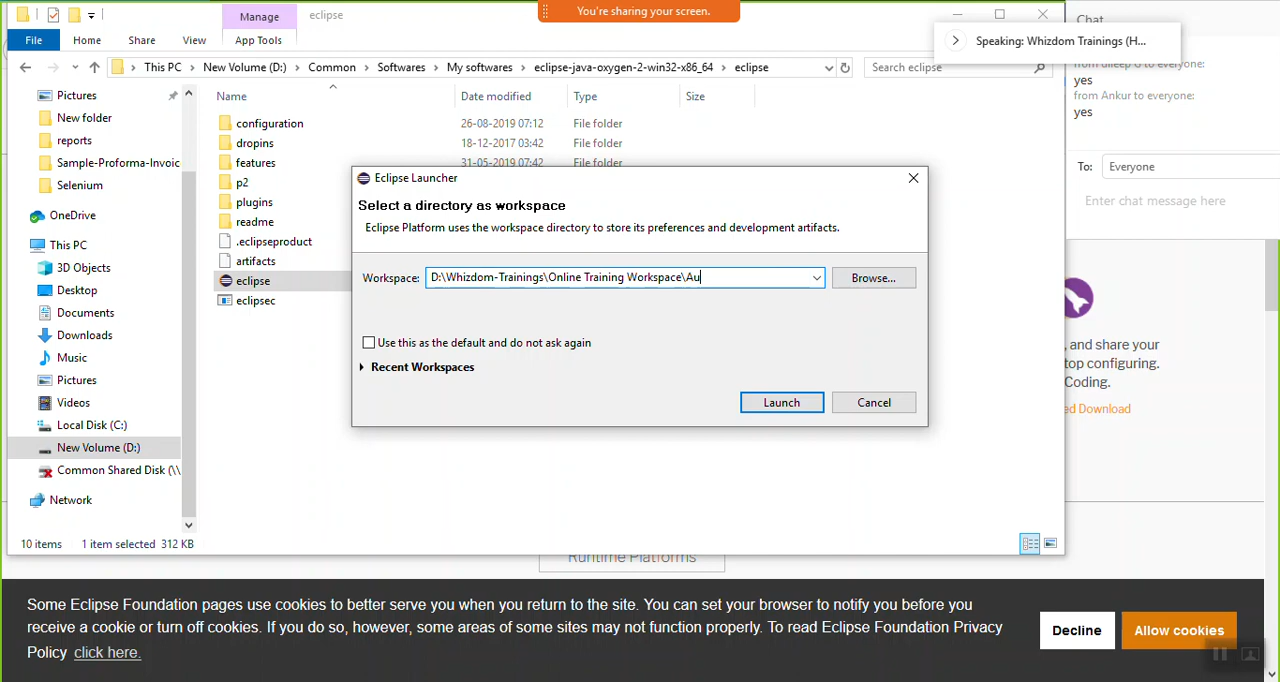 You're sharing your screen.
Manage
eclipse
File
Home
Share
View
App Tools
Chat
Speaking: Whizdom Trainings (H...
This PC
New Volume (D:)
Common
Softwares
My softwares
eclipse-java-oxygen-2-win32-x86_64
eclipse
Search eclipse
to everyone:
yes
from Ankur to everyone:
yes
To:
Everyone
Enter chat message here
Pictures
New folder
reports
Sample-Proforma-Invoic
Selenium
OneDrive
This PC
3D Objects
Desktop
Documents
Downloads
Music
Pictures
Videos
Local Disk (C:)
New Volume (D:)
Common Shared Disk (\\
Network
Name
Date modified
Type
Size
configuration
26-08-2019 07:12
File folder
dropins
18-12-2017 03:42
File folder
features
31-05-2019 07:42
File folder
p2
plugins
readme
.eclipseproduct
artifacts
eclipse
eclipsec
Eclipse Launcher
Select a directory as workspace
Eclipse Platform uses the workspace directory to store its preferences and development artifacts.
Workspace:
D:\Whizdom-Trainings\Online Training Workspace\Au
Browse...
Use this as the default and do not ask again
Recent Workspaces
Launch
Cancel
, and share your
top configuring.
Coding.
ed Download
10 items
1 item selected 312 KB
Runtime Platforms
Some Eclipse Foundation pages use cookies to better serve you when you return to the site. You can set your browser to notify you before you
receive a cookie or turn off cookies. If you do so, however, some areas of some sites may not function properly. To read Eclipse Foundation Privacy
Policy click here.
Decline
Allow cookies